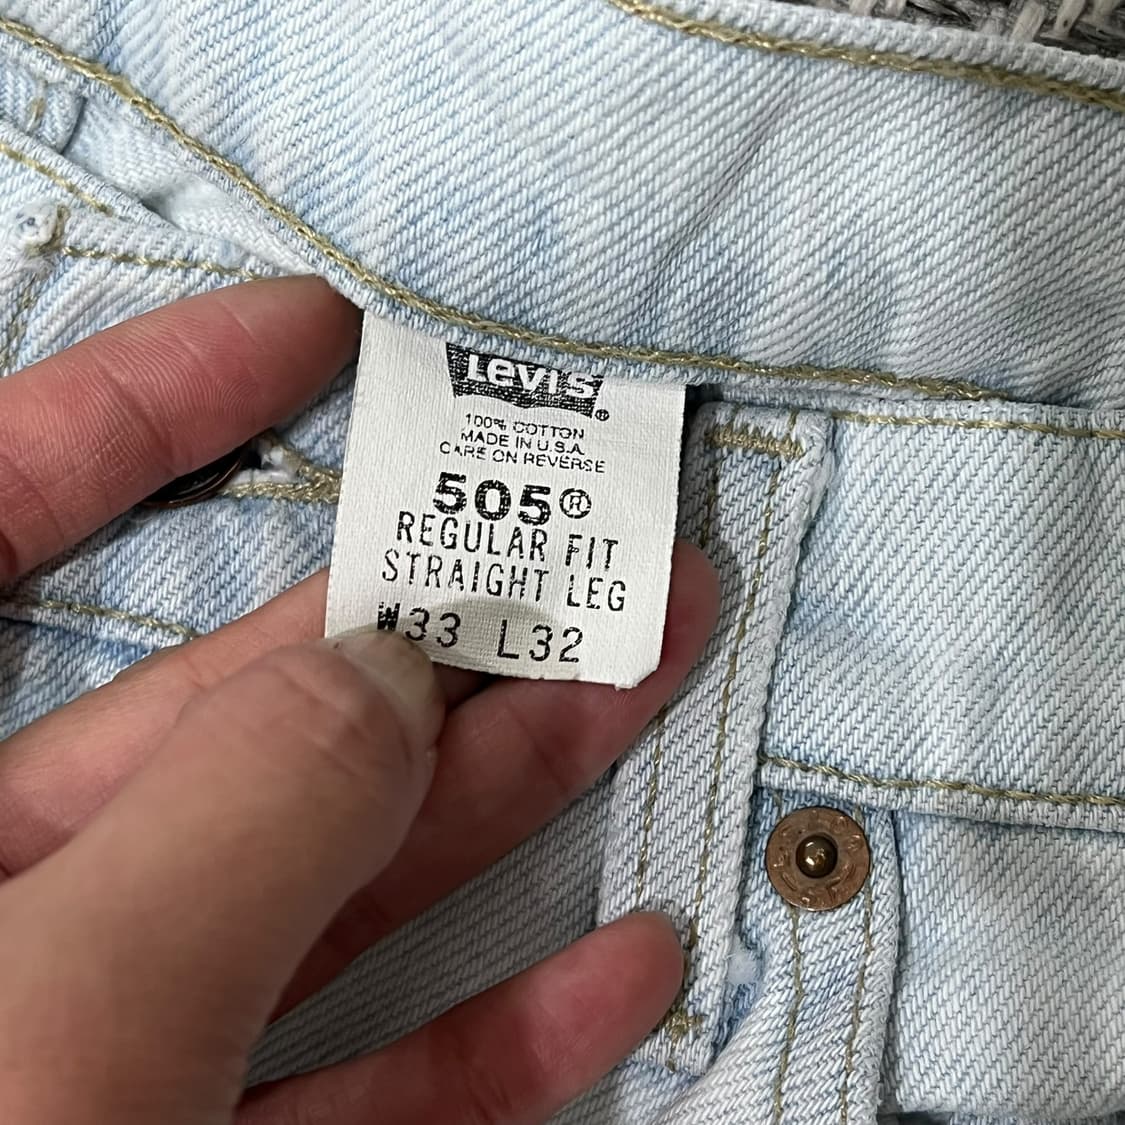 Levi's®
100% COTTON
MADE IN U.S.A.
CARE ON REVERSE
505®
REGULAR FIT
STRAIGHT LEG
W33 L32